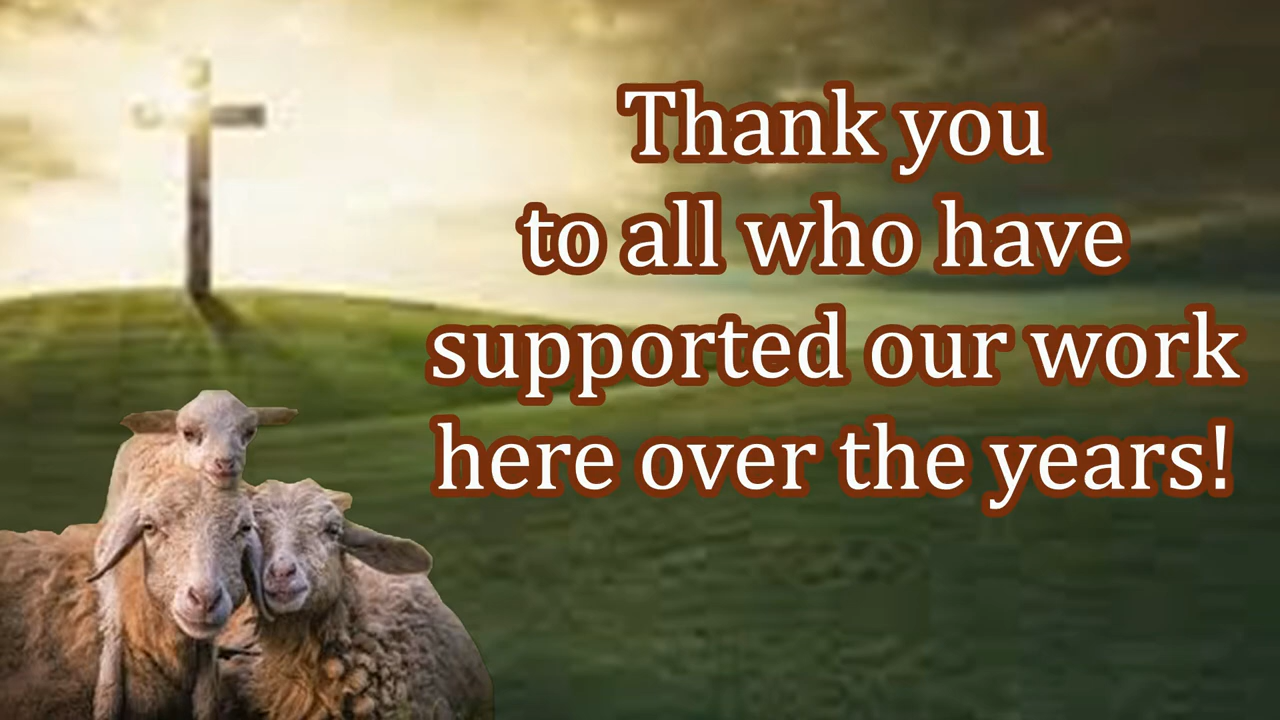 Thank you
to all who have
supported our work
here over the years!